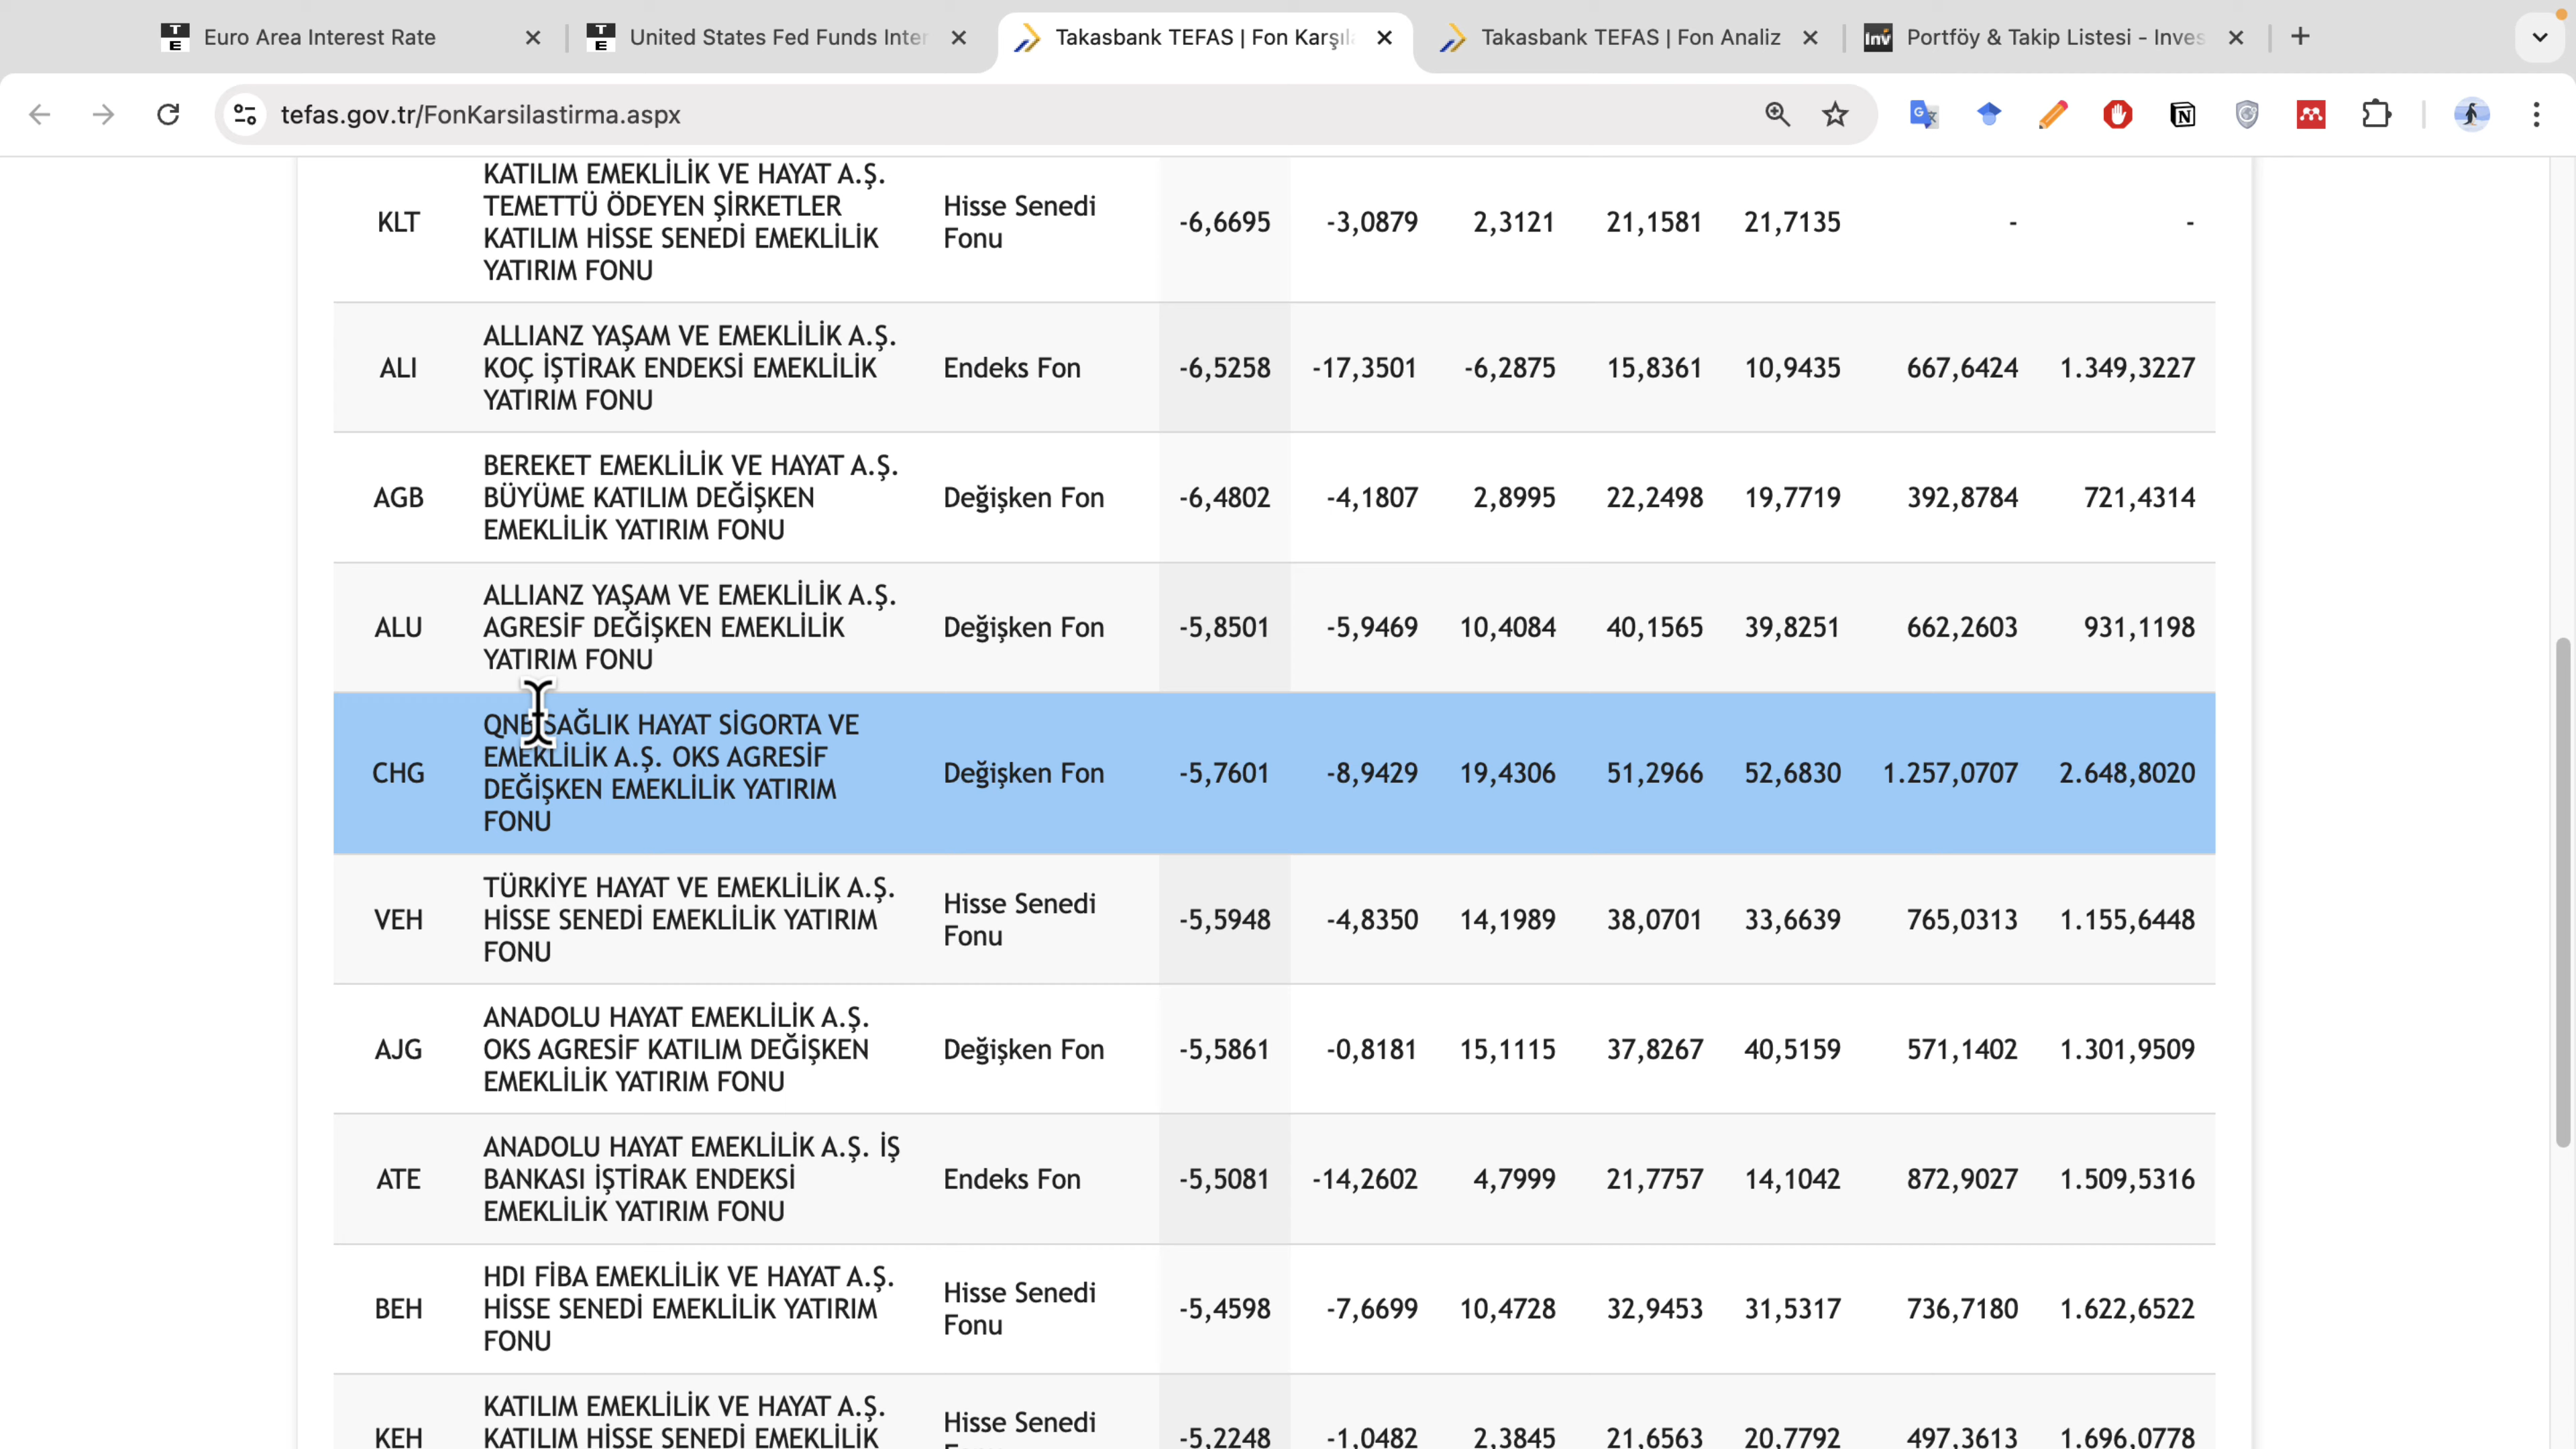 Euro Area Interest Rate
United States Fed Funds Inter
Takasbank TEFAS | Fon Karşıla
Takasbank TEFAS | Fon Analiz
Inv Portföy & Takip Listesi - Inves
tefas.gov.tr/FonKarsilastirma.aspx
KLT KATILIM EMEKLİLİK VE HAYAT A.Ş.
TEMETTÜ ÖDEYEN ŞİRKETLER
KATILIM HİSSE SENEDİ EMEKLİLİK
YATIRIM FONU
Hisse Senedi
Fonu
-6,6695 -3,0879 2,3121 21,1581 21,7135 - -
ALI ALLIANZ YAŞAM VE EMEKLİLİK A.Ş.
KOÇ İŞTİRAK ENDEKSİ EMEKLİLİK
YATIRIM FONU
Endeks Fon -6,5258 -17,3501 -6,2875 15,8361 10,9435 667,6424 1.349,3227
AGB BEREKET EMEKLİLİK VE HAYAT A.Ş.
BÜYÜME KATILIM DEĞİŞKEN
EMEKLİLİK YATIRIM FONU
Değişken Fon -6,4802 -4,1807 2,8995 22,2498 19,7719 392,8784 721,4314
ALU ALLIANZ YAŞAM VE EMEKLİLİK A.Ş.
AGRESİF DEĞİŞKEN EMEKLİLİK
YATIRIM FONU
Değişken Fon -5,8501 -5,9469 10,4084 40,1565 39,8251 662,2603 931,1198
CHG QNB SAĞLIK HAYAT SİGORTA VE
EMEKLİLİK A.Ş. OKS AGRESİF
DEĞİŞKEN EMEKLİLİK YATIRIM
FONU
Değişken Fon -5,7601 -8,9429 19,4306 51,2966 52,6830 1.257,0707 2.648,8020
VEH TÜRKİYE HAYAT VE EMEKLİLİK A.Ş.
HİSSE SENEDİ EMEKLİLİK YATIRIM
FONU
Hisse Senedi
Fonu
-5,5948 -4,8350 14,1989 38,0701 33,6639 765,0313 1.155,6448
AJG ANADOLU HAYAT EMEKLİLİK A.Ş.
OKS AGRESİF KATILIM DEĞİŞKEN
EMEKLİLİK YATIRIM FONU
Değişken Fon -5,5861 -0,8181 15,1115 37,8267 40,5159 571,1402 1.301,9509
ATE ANADOLU HAYAT EMEKLİLİK A.Ş. İŞ
BANKASI İŞTİRAK ENDEKSİ
EMEKLİLİK YATIRIM FONU
Endeks Fon -5,5081 -14,2602 4,7999 21,7757 14,1042 872,9027 1.509,5316
BEH HDI FİBA EMEKLİLİK VE HAYAT A.Ş.
HİSSE SENEDİ EMEKLİLİK YATIRIM
FONU
Hisse Senedi
Fonu
-5,4598 -7,6699 10,4728 32,9453 31,5317 736,7180 1.622,6522
KEH KATILIM EMEKLİLİK VE HAYAT A.Ş.
KATILIM HİSSE SENEDİ EMEKLİLİK
Hisse Senedi
-5,2248 -1,0482 2,3845 21,6563 20,7792 497,3613 1.696,0778